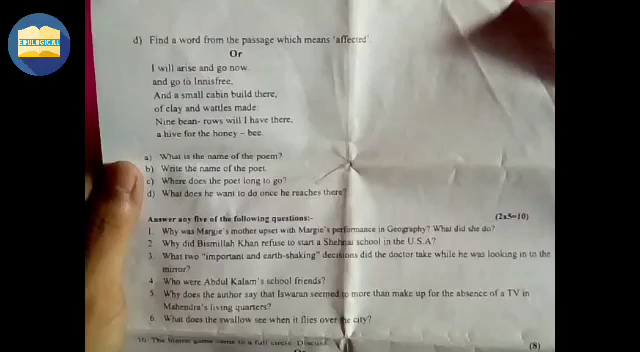 EDULOGICAL
d) Find a word from the passage which means 'affected'.
Or
I will arise and go now.
and go to Innisfree,
And a small cabin build there,
of clay and wattles made:
Nine bean- rows will I have there,
a hive for the honey – bee.
a) What is the name of the poem?
b) Write the name of the poet.
c) Where does the poet long to go?
d) What does he want to do once he reaches there?
Answer any five of the following questions:- (2x5=10)
1. Why was Margie's mother upset with Margie's performance in Geography? What did she do?
2. Why did Bismillah Khan refuse to start a Shehnai school in the U.S.A?
3. What two "important and earth-shaking" decisions did the doctor take while he was looking in to the
mirror?
4. Who were Abdul Kalam's school friends?
5. Why does the author say that Iswaran seemed to more than make up for the absence of a TV in
Mahendra's living quarters?
6. What does the swallow see when it flies over the city?
10. The blame game came to a full circle. Discuss. (8)
Or